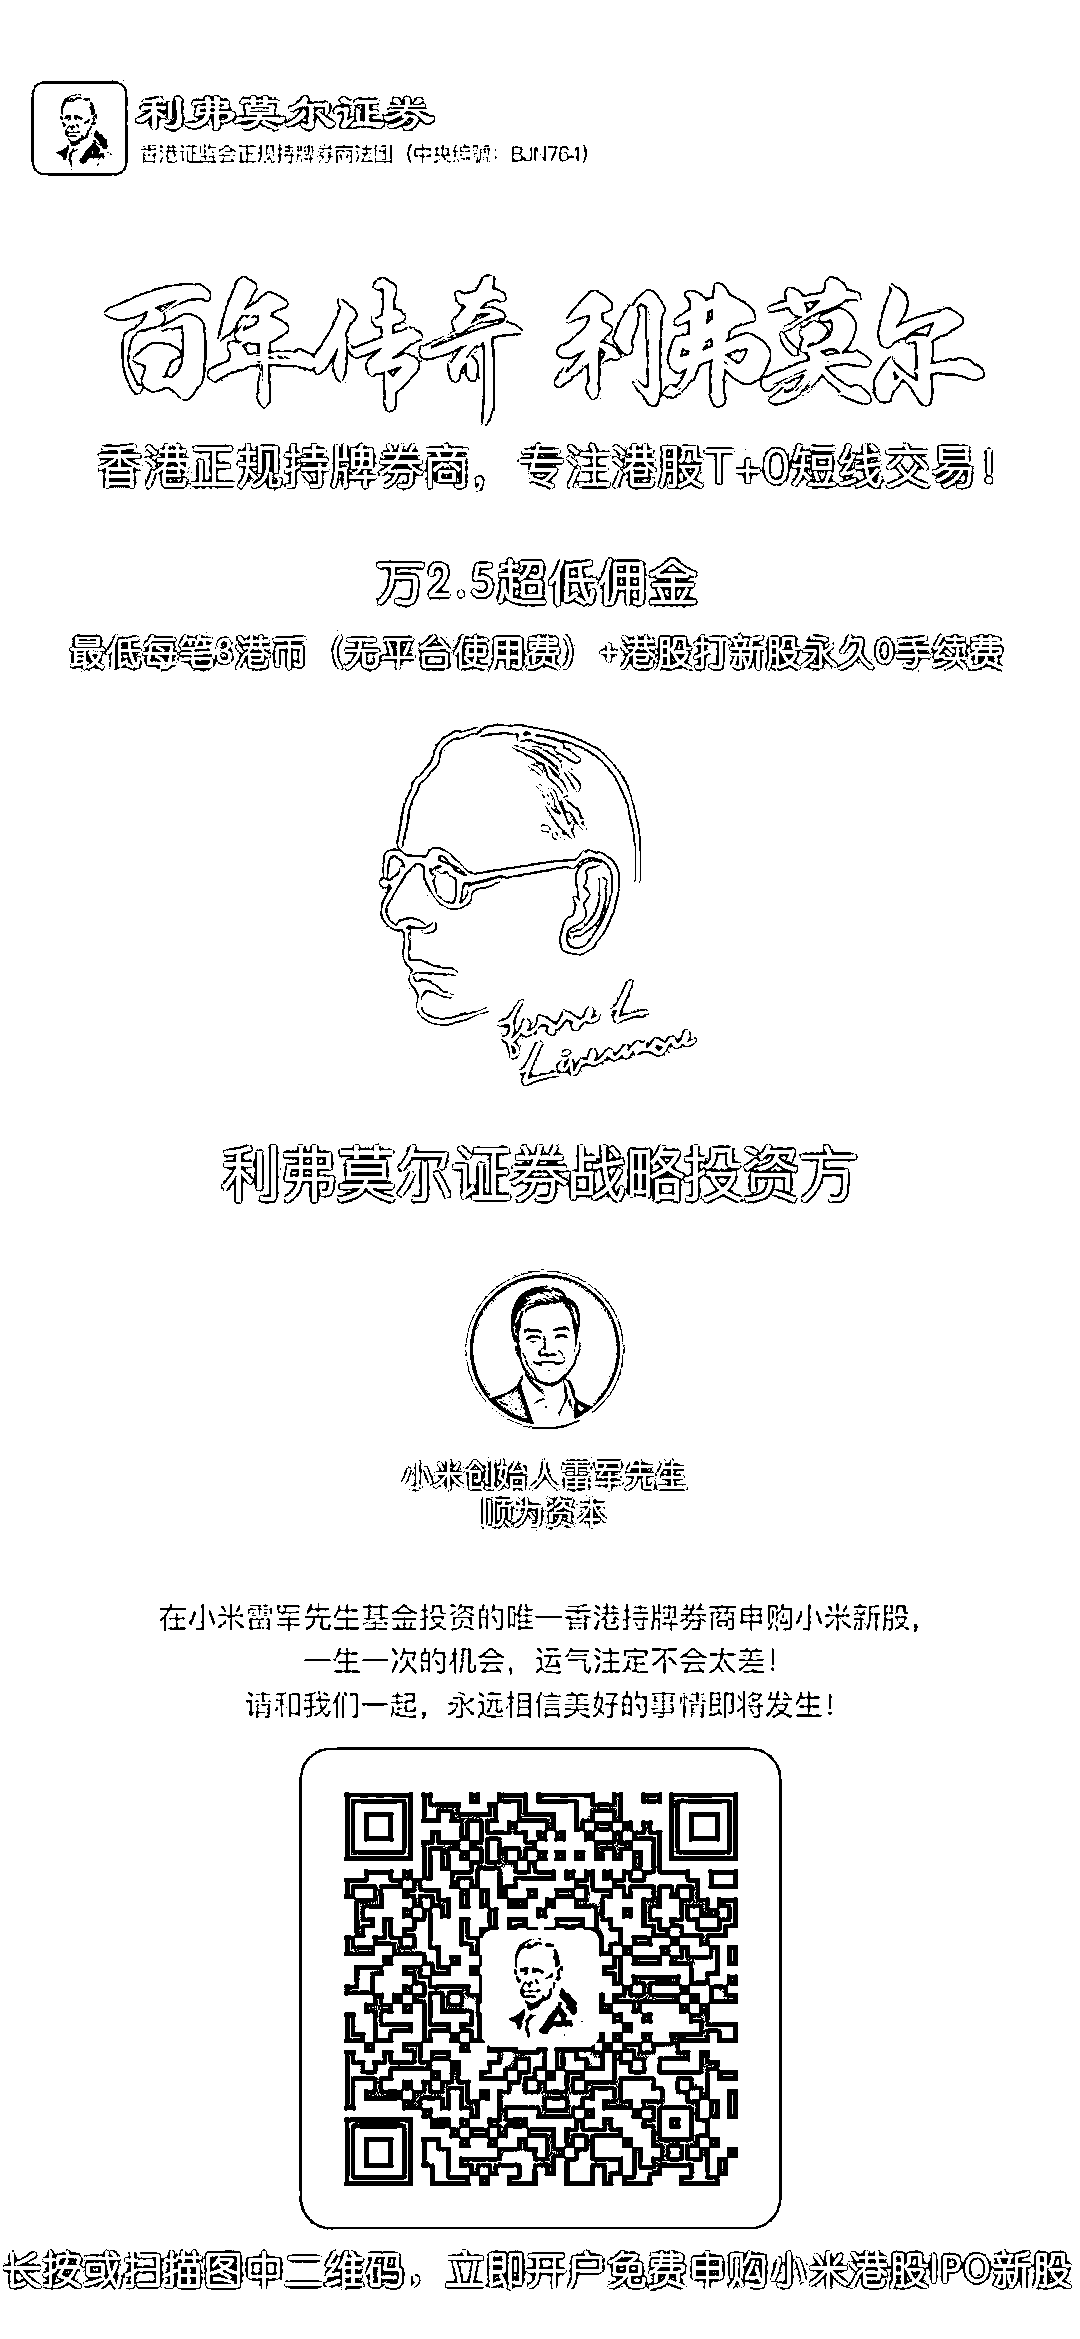 利弗莫尔证券
香港证监会正规持牌券商法团（中央编號：BJN764）
百年传奇 利弗莫尔
香港正规持牌券商，专注港股T+0短线交易！
万2.5超低佣金
最低每笔8港币（无平台使用费）+港股打新股永久0手续费
Jesse L
Livermore
利弗莫尔证券战略投资方
小米创始人雷军先生
顺为资本
在小米雷军先生基金投资的唯一香港持牌券商申购小米新股，
一生一次的机会，运气注定不会太差！
请和我们一起，永远相信美好的事情即将发生！
长按或扫描图中二维码，立即开户免费申购小米港股IPO新股